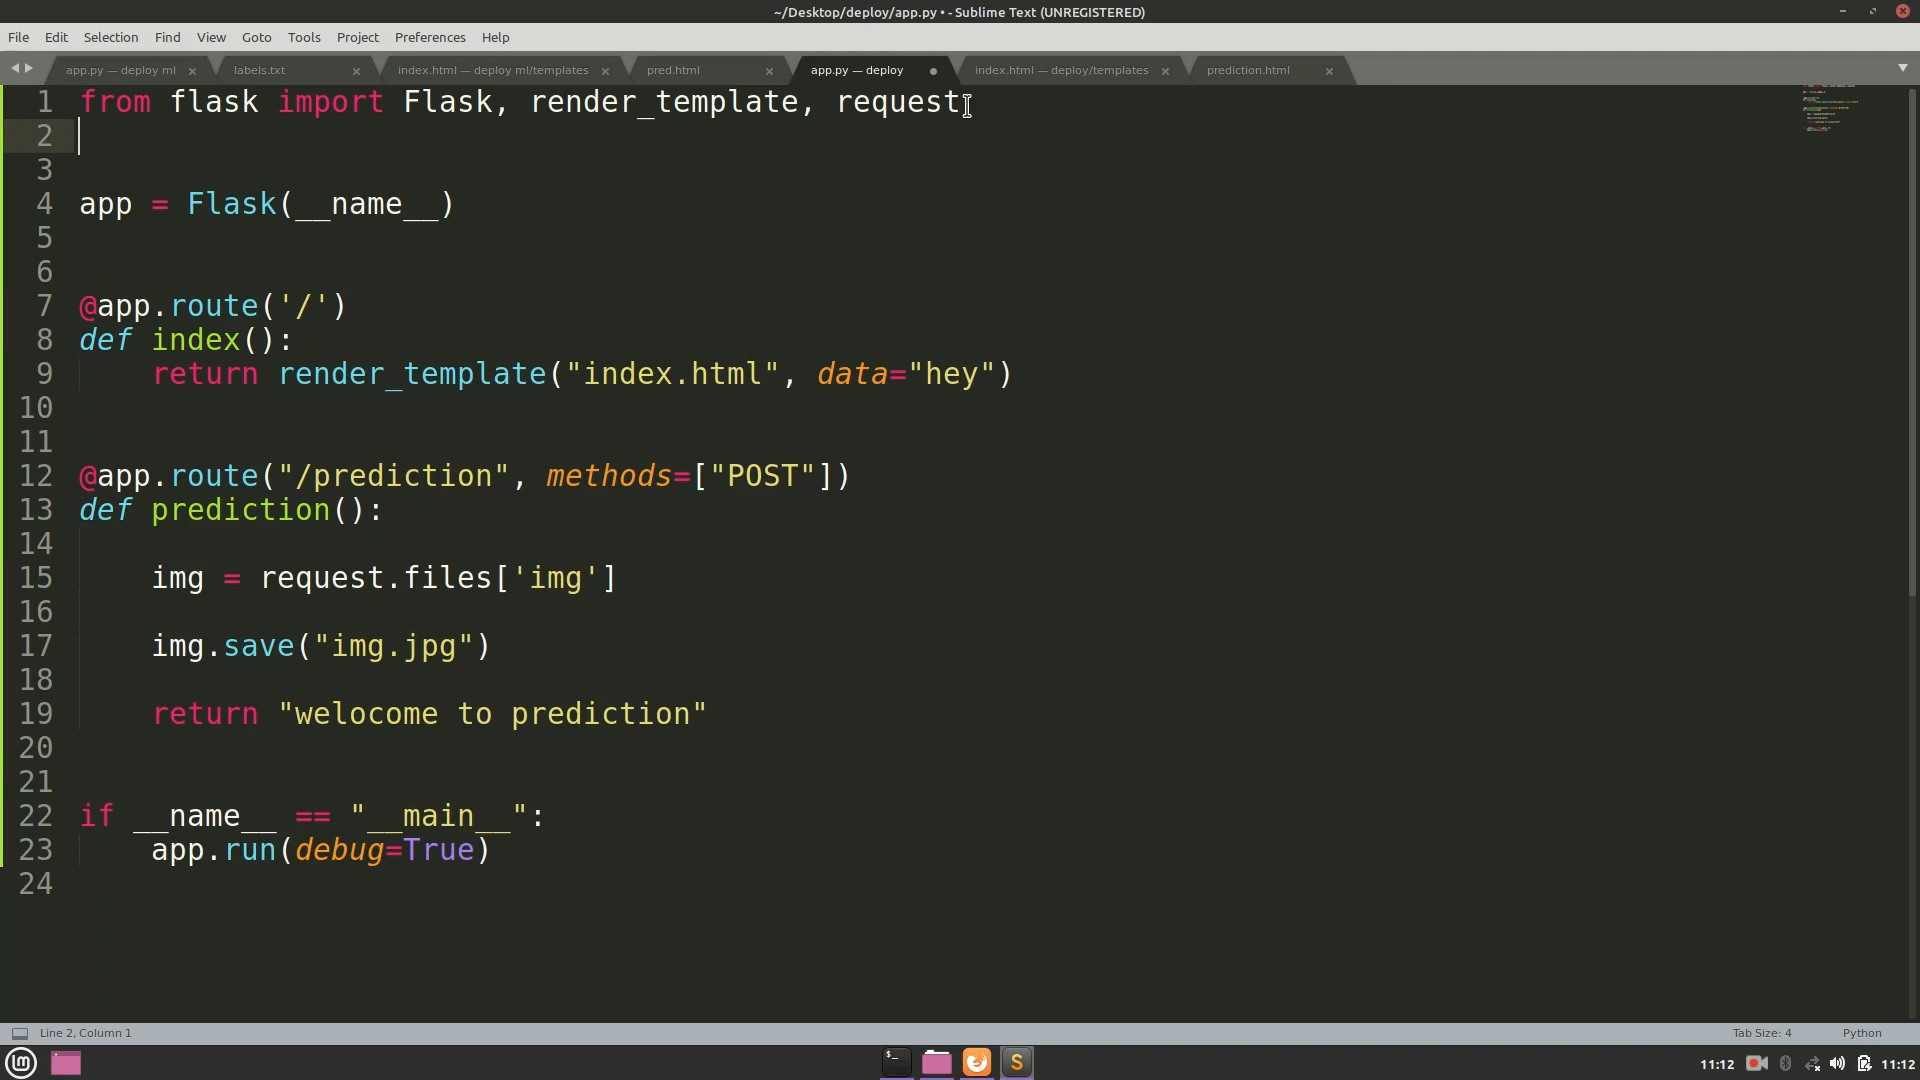 ~/Desktop/deploy/app.py • - Sublime Text (UNREGISTERED)
File Edit Selection Find View Goto Tools Project Preferences Help
app.py — deploy ml labels.txt index.html — deploy ml/templates pred.html app.py — deploy index.html — deploy/templates prediction.html
1 from flask import Flask, render_template, request
2
3
4 app = Flask(__name__)
5
6
7 @app.route('/')
8 def index():
9 return render_template("index.html", data="hey")
10
11
12 @app.route("/prediction", methods=["POST"])
13 def prediction():
14
15 img = request.files['img']
16
17 img.save("img.jpg")
18
19 return "welocome to prediction"
20
21
22 if __name__ == "__main__":
23 app.run(debug=True)
24
Line 2, Column 1 Tab Size: 4 Python
11:12 11:12